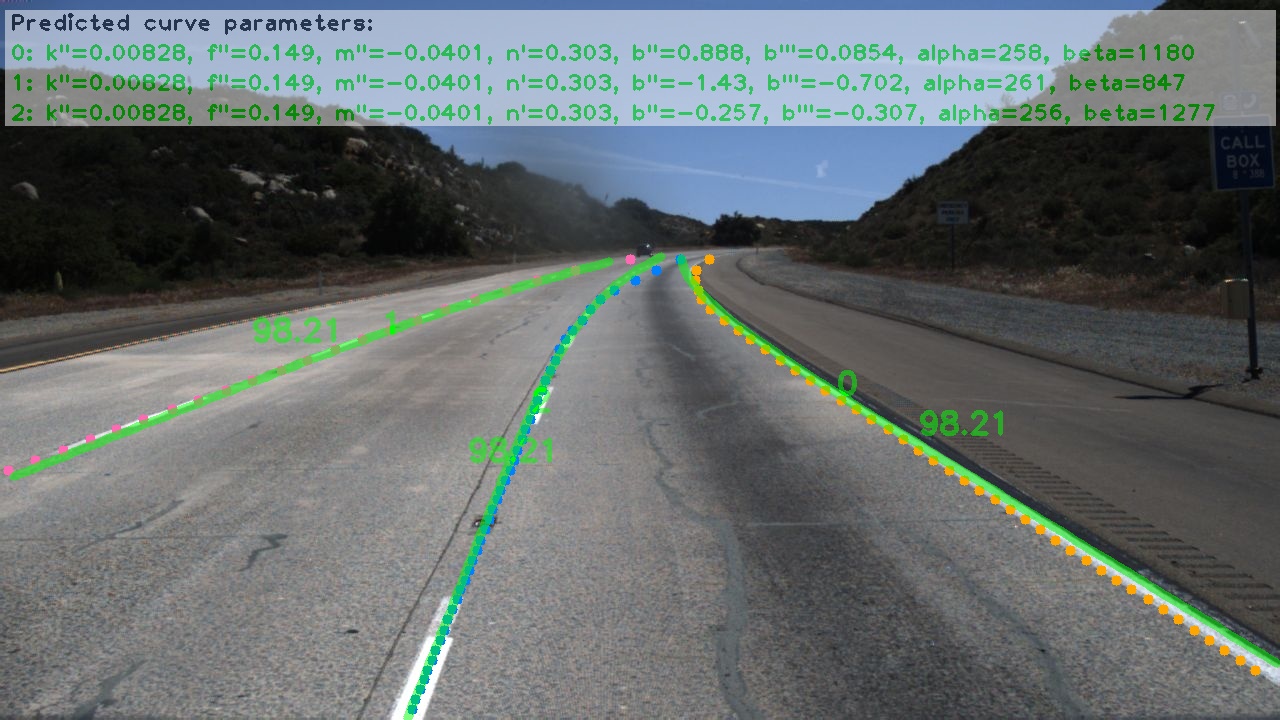 Predicted curve parameters:
0: k''=0.00828, f''=0.149, m''=-0.0401, n'=0.303, b''=0.888, b'''=0.0854, alpha=258, beta=1180
1: k''=0.00828, f''=0.149, m''=-0.0401, n'=0.303, b''=-1.43, b'''=-0.702, alpha=261, beta=847
2: k''=0.00828, f''=0.149, m''=-0.0401, n'=0.303, b''=-0.257, b'''=-0.307, alpha=256, beta=1277
CALL
BOX
8 * 388
98.21
1
0
98.21
98.21